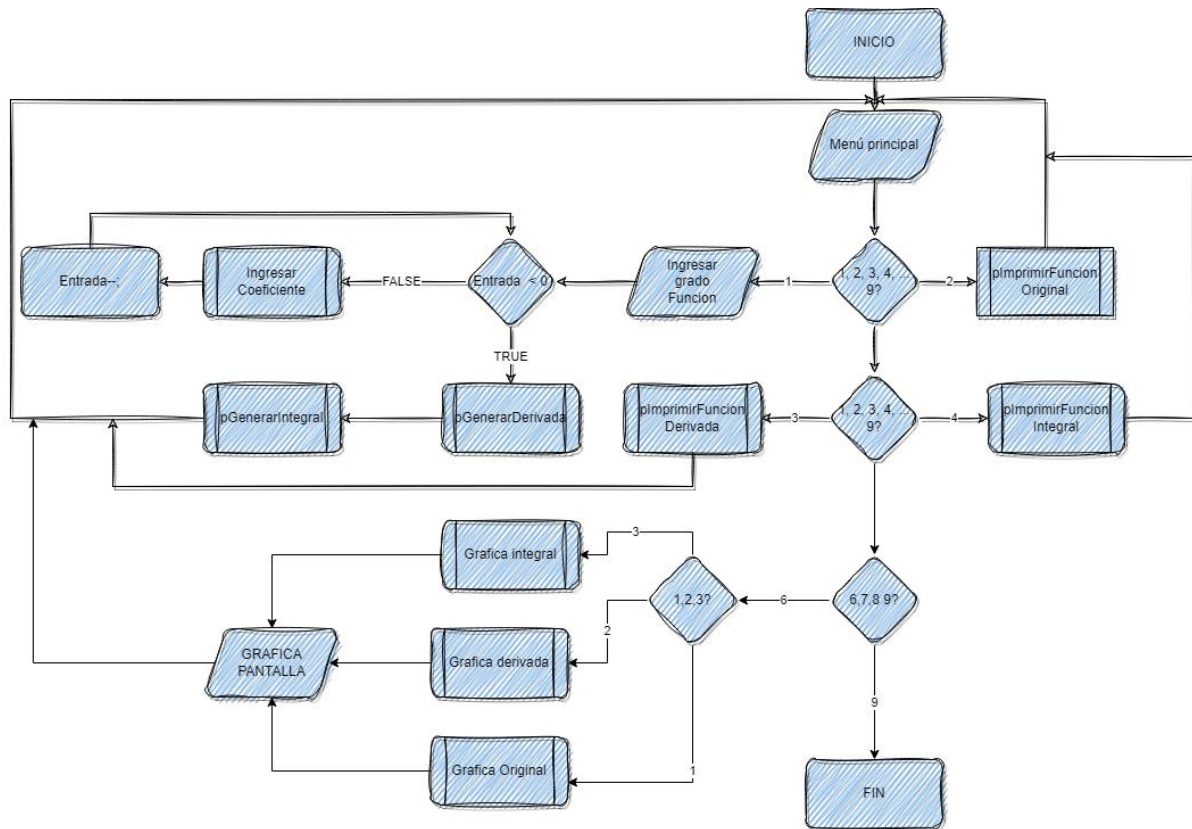 INICIO
Menú principal
Entrada--;
Ingresar
Coeficiente
FALSE
Entrada < 0
Ingresar
grado
Funcion
1
1, 2, 3, 4, ...
9?
2
pImprimirFuncion
Original
TRUE
pGenerarIntegral
pGenerarDerivada
pImprimirFuncion
Derivada
3
1, 2, 3, 4, ...
9?
4
pImprimirFuncion
Integral
3
Grafica integral
1,2,3?
6
6,7,8 9?
2
GRAFICA
PANTALLA
Grafica derivada
9
Grafica Original
1
FIN